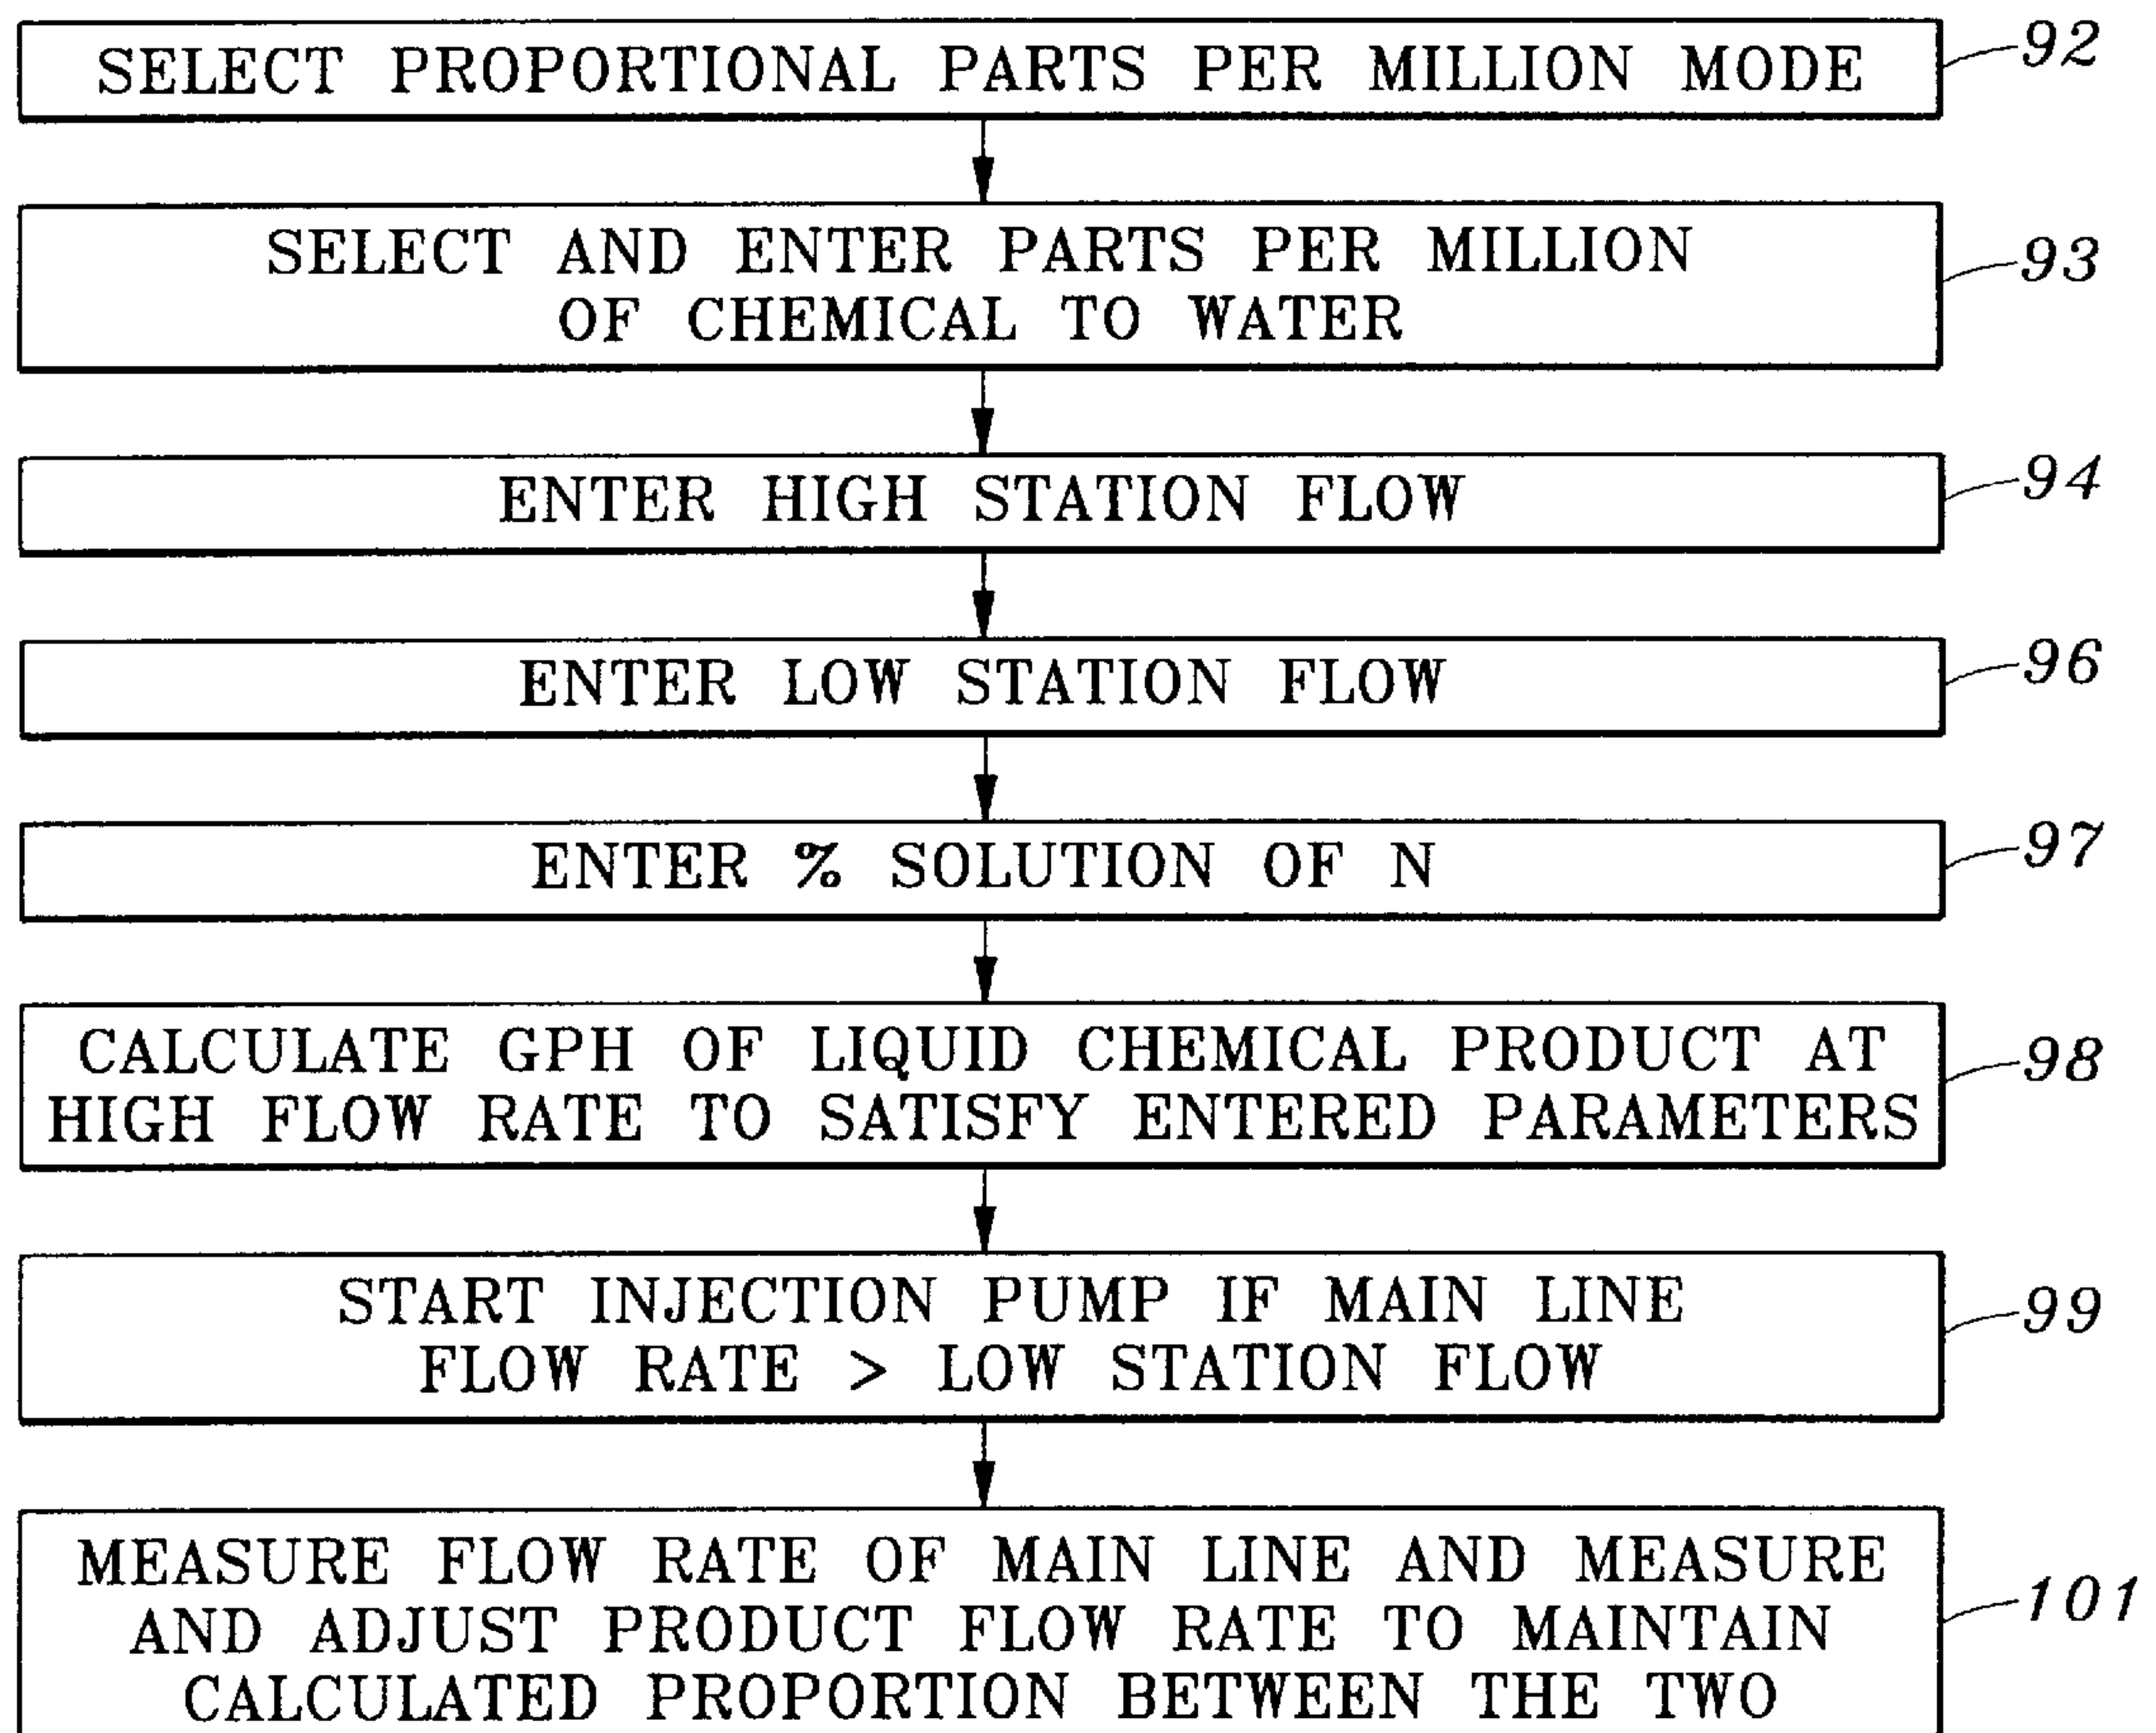 SELECT PROPORTIONAL PARTS PER MILLION MODE
92
SELECT AND ENTER PARTS PER MILLION
OF CHEMICAL TO WATER
93
ENTER HIGH STATION FLOW
94
ENTER LOW STATION FLOW
96
ENTER % SOLUTION OF N
97
CALCULATE GPH OF LIQUID CHEMICAL PRODUCT AT
HIGH FLOW RATE TO SATISFY ENTERED PARAMETERS
98
START INJECTION PUMP IF MAIN LINE
FLOW RATE > LOW STATION FLOW
99
MEASURE FLOW RATE OF MAIN LINE AND MEASURE
AND ADJUST PRODUCT FLOW RATE TO MAINTAIN
CALCULATED PROPORTION BETWEEN THE TWO
101